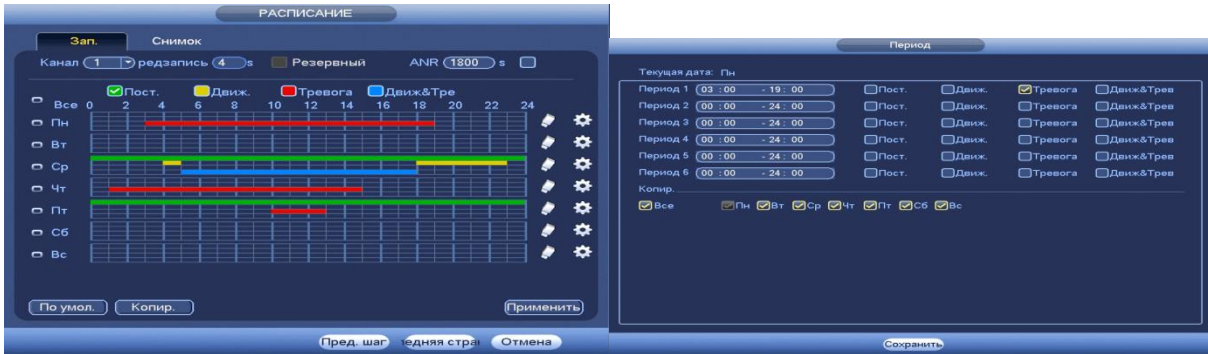 РАСПИСАНИЕ
Зап. Снимок
Канал 1 редзапись 4 s Резервный ANR 1800 s
Пост. Движ. Тревога Движ&Тре
Все 0 2 4 6 8 10 12 14 16 18 20 22 24
Пн
Вт
Ср
Чт
Пт
Сб
Вс
По умол. Копир. Применить
Пред. шаг едняя стра Отмена
Период
Текущая дата: Пн
Период 1 03 :00 - 19: 00 Пост. Движ. Тревога Движ&Трев
Период 2 00 :00 - 24: 00 Пост. Движ. Тревога Движ&Трев
Период 3 00 :00 - 24: 00 Пост. Движ. Тревога Движ&Трев
Период 4 00 :00 - 24: 00 Пост. Движ. Тревога Движ&Трев
Период 5 00 :00 - 24: 00 Пост. Движ. Тревога Движ&Трев
Период 6 00 :00 - 24: 00 Пост. Движ. Тревога Движ&Трев
Копир.
Все Пн Вт Ср Чт Пт Сб Вс
Сохранить